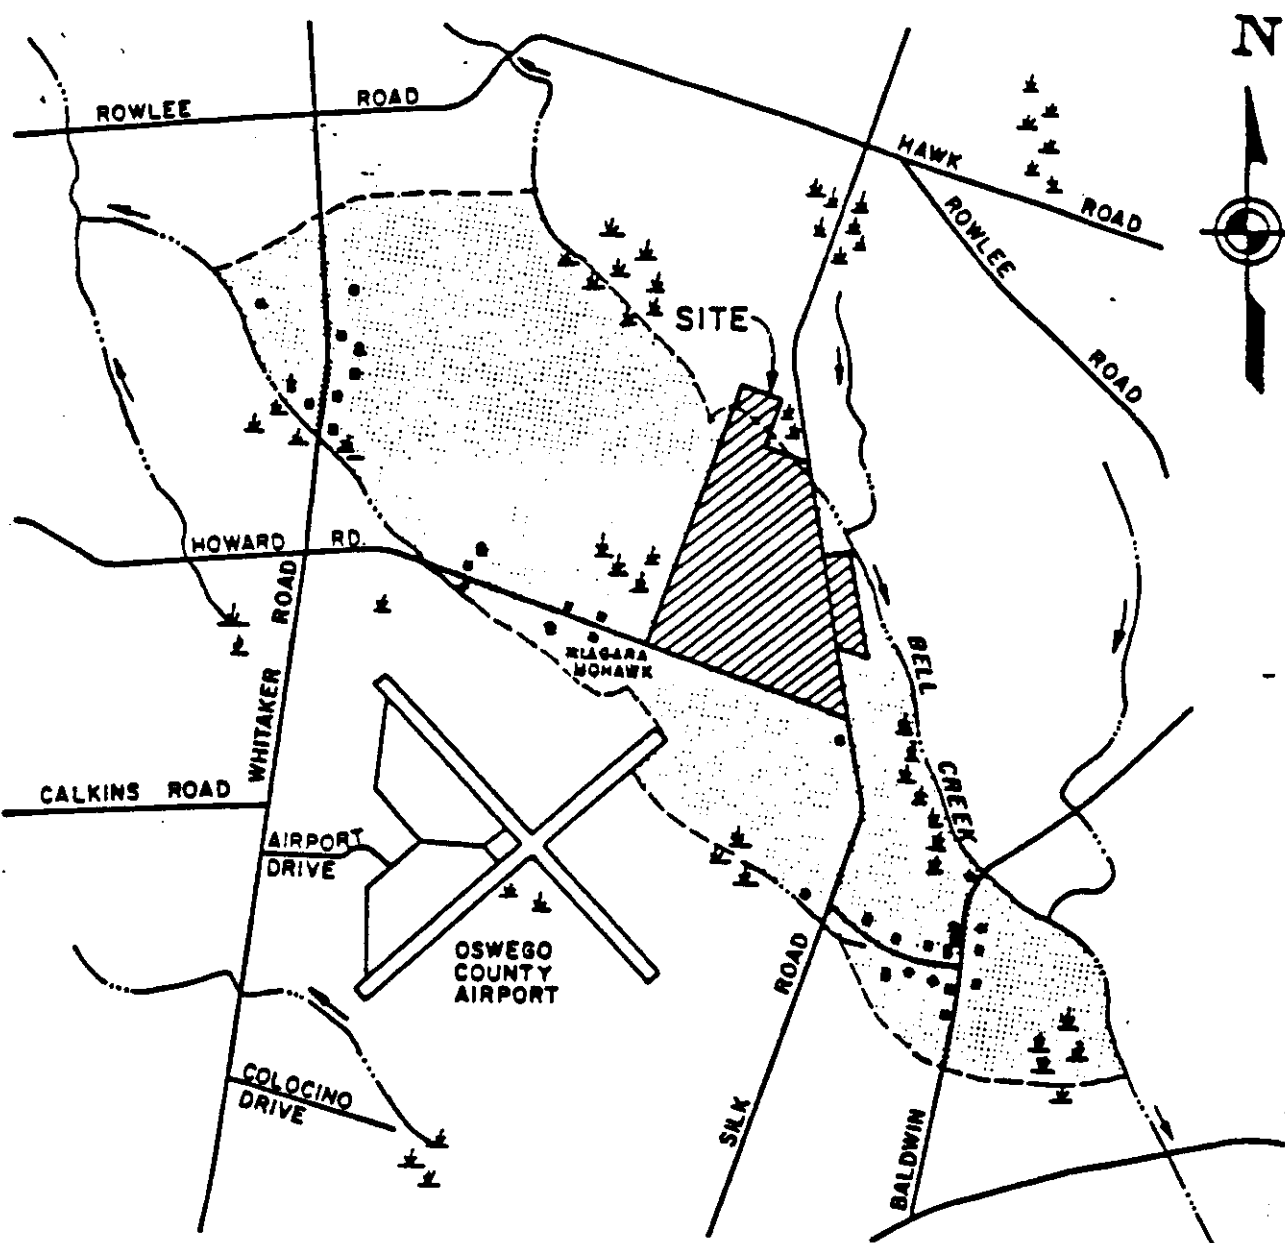 N
ROWLEE ROAD
HAWK ROAD
ROWLEE ROAD
SITE
HOWARD RD.
WHITAKER ROAD
NIAGARA
MOHAWK
BELL CREEK
CALKINS ROAD
AIRPORT
DRIVE
OSWEGO
COUNTY
AIRPORT
SILK ROAD
COLOCINO
DRIVE
BALDWIN